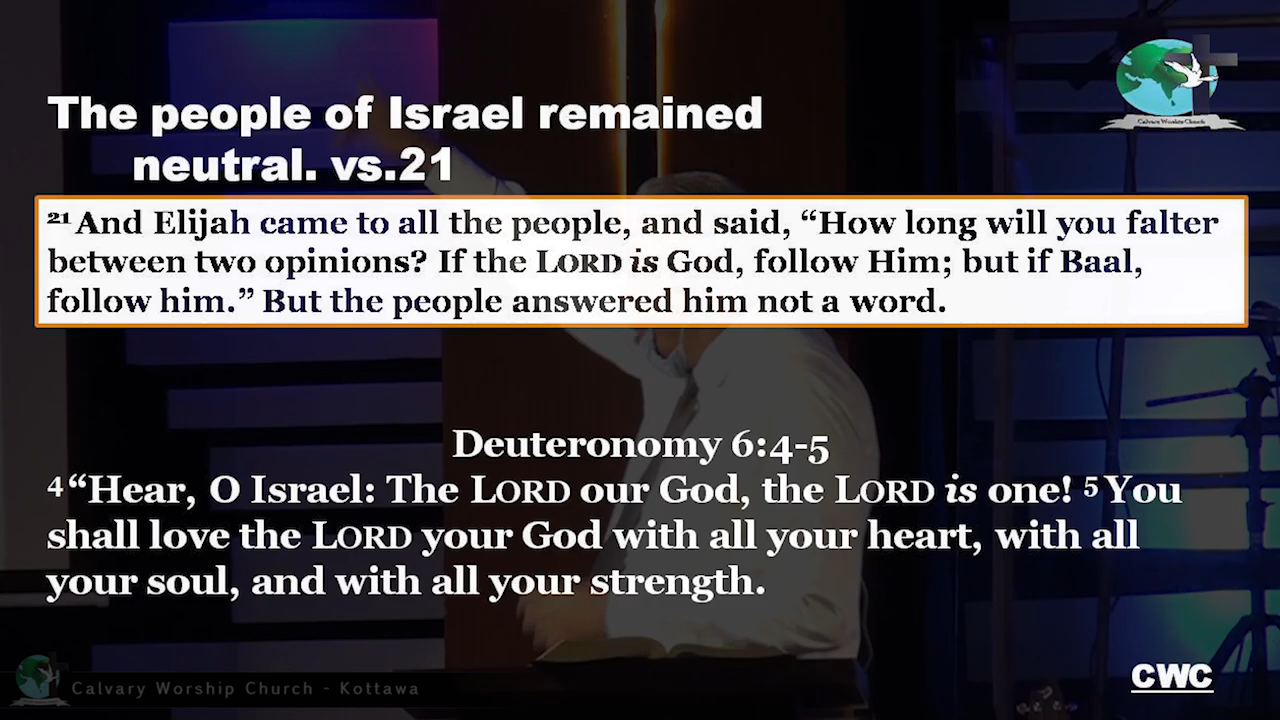 Calvary Worship Church
The people of Israel remained
neutral. vs.21
21 And Elijah came to all the people, and said, “How long will you falter
between two opinions? If the LORD is God, follow Him; but if Baal,
follow him.” But the people answered him not a word.
Deuteronomy 6:4-5
4 “Hear, O Israel: The LORD our God, the LORD is one! 5 You
shall love the LORD your God with all your heart, with all
your soul, and with all your strength.
CWC
Calvary Worship Church - Kottawa